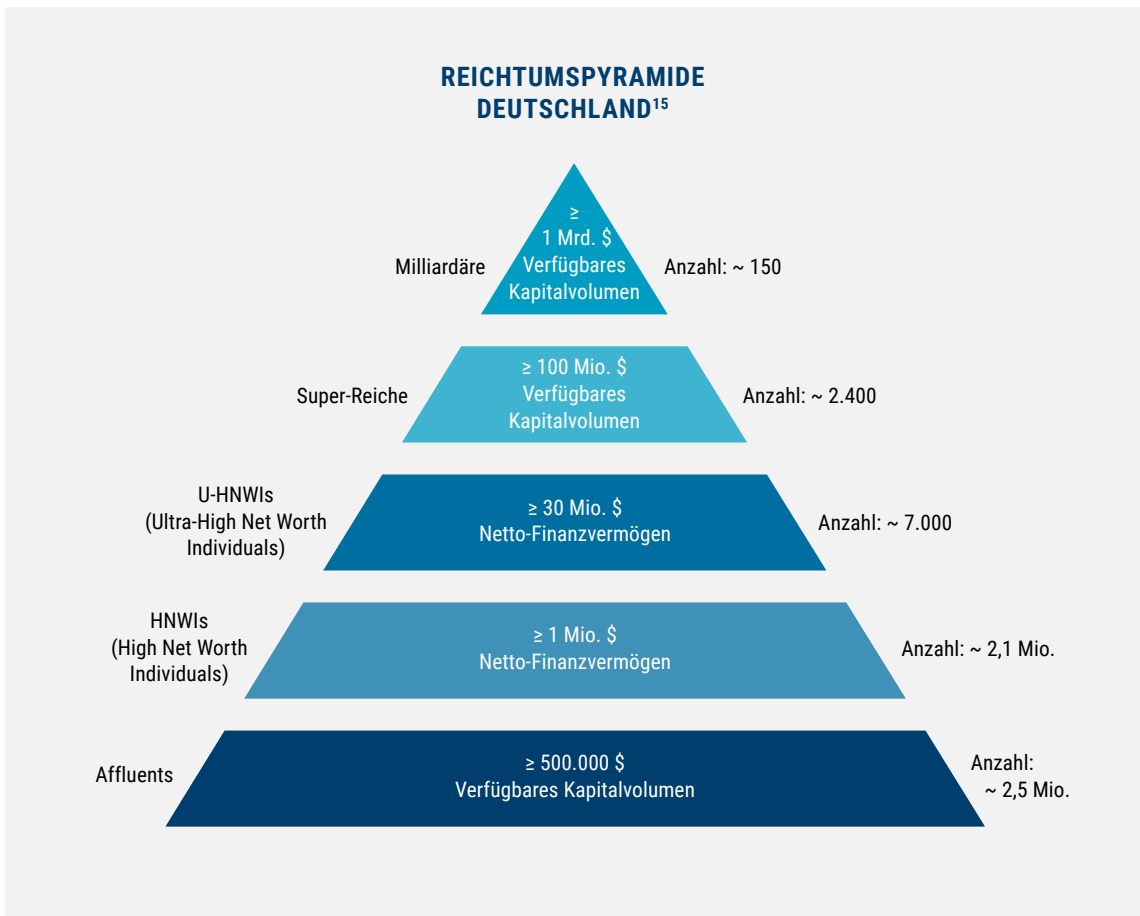 REICHTUMSPYRAMIDE
DEUTSCHLAND¹⁵
≥
1 Mrd. $
Verfügbares
Kapitalvolumen
Milliardäre
Anzahl: ~ 150
≥ 100 Mio. $
Verfügbares
Kapitalvolumen
Super-Reiche
Anzahl: ~ 2.400
U-HNWIs
(Ultra-High Net Worth
Individuals)
≥ 30 Mio. $
Netto-Finanzvermögen
Anzahl: ~ 7.000
HNWIs
(High Net Worth
Individuals)
≥ 1 Mio. $
Netto-Finanzvermögen
Anzahl: ~ 2,1 Mio.
Affluents
≥ 500.000 $
Verfügbares Kapitalvolumen
Anzahl:
~ 2,5 Mio.